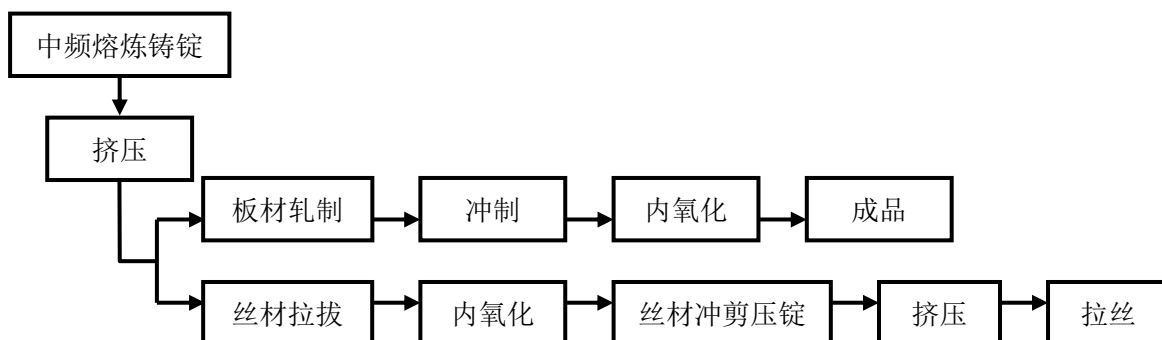 中频熔炼铸锭
挤压
板材轧制
冲制
内氧化
成品
丝材拉拔
内氧化
丝材冲剪压锭
挤压
拉丝